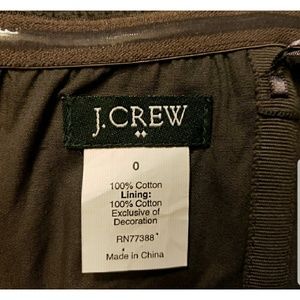 J.CREW
0
100% Cotton
Lining:
100% Cotton
Exclusive of
Decoration
RN77388
Made in China